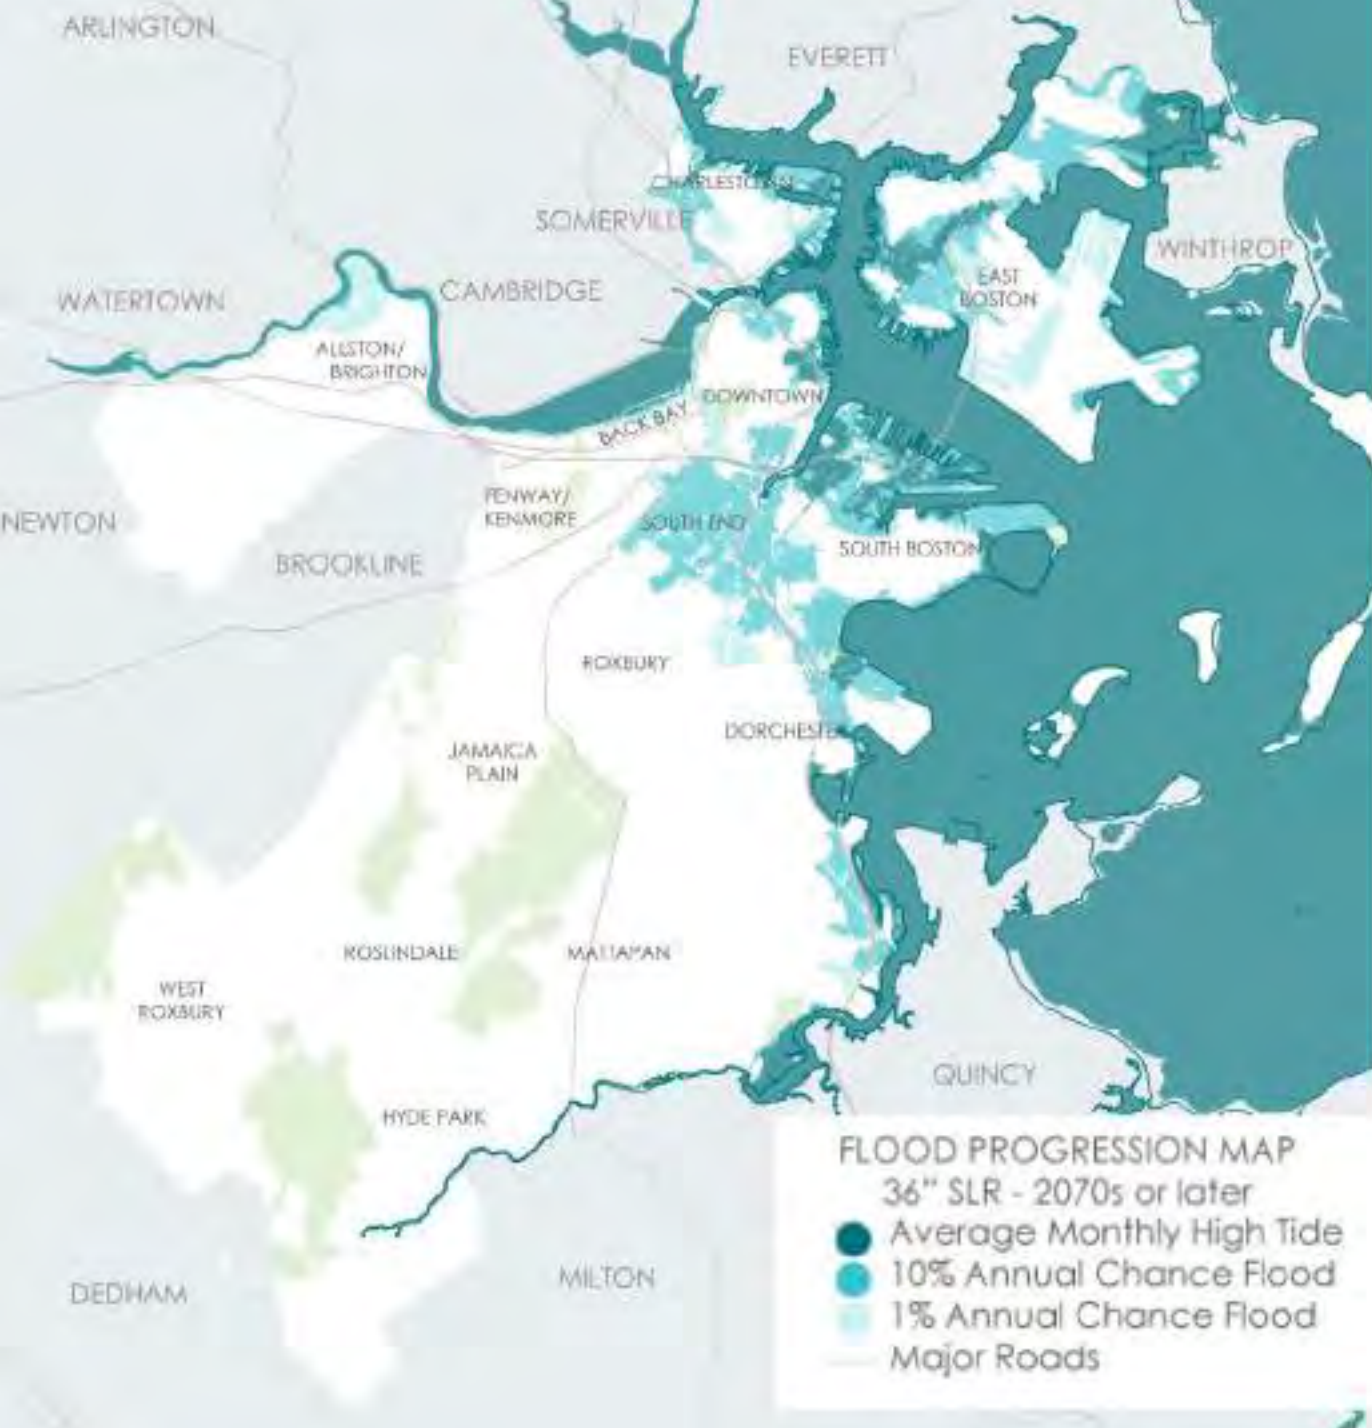 ARLINGTON
EVERETT
CHARLESTOWN
SOMERVILLE
WINTHROP
EAST
BOSTON
CAMBRIDGE
WATERTOWN
ALLSTON/
BRIGHTON
DOWNTOWN
BACK BAY
FENWAY/
KENMORE
SOUTH END
NEWTON
SOUTH BOSTON
BROOKLINE
ROXBURY
DORCHESTER
JAMAICA
PLAIN
ROSLINDALE
MATTAPAN
WEST
ROXBURY
QUINCY
HYDE PARK
MILTON
DEDHAM
FLOOD PROGRESSION MAP
36" SLR - 2070s or later
Average Monthly High Tide
10% Annual Chance Flood
1% Annual Chance Flood
Major Roads